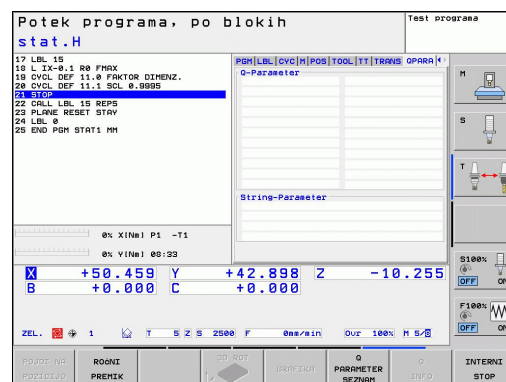 Potek programa, po blokih
Test programa
stat.H
17 LBL 15
18 L IX-0.1 R0 FMAX
19 CYCL DEF 11.0 FAKTOR DIMENZ.
20 CYCL DEF 11.1 SCL 0.9995
21 STOP
22 CALL LBL 15 REP5
23 PLANE RESET STAY
24 LBL 0
25 END PGM STAT1 MM
PGM LBL CYC M POS TOOL TT TRANS QPARA
Q-Parameter
String-Parameter
0% X[Nm] P1 -T1
0% Y[Nm] 08:33
X +50.459 Y +42.898 Z -10.255
B +0.000 C +0.000
ZEL. 1 T 5 Z S 2500 F 0mm/min Ovr 100% M 5/8
M
S
T
S100%
OFF ON
F100%
OFF ON
POJDI NA POZICIJO
ROČNI PREMIK
3D ROT
GRAFIKA
Q PARAMETER SEZNAM
Q INFO
INTERNI STOP